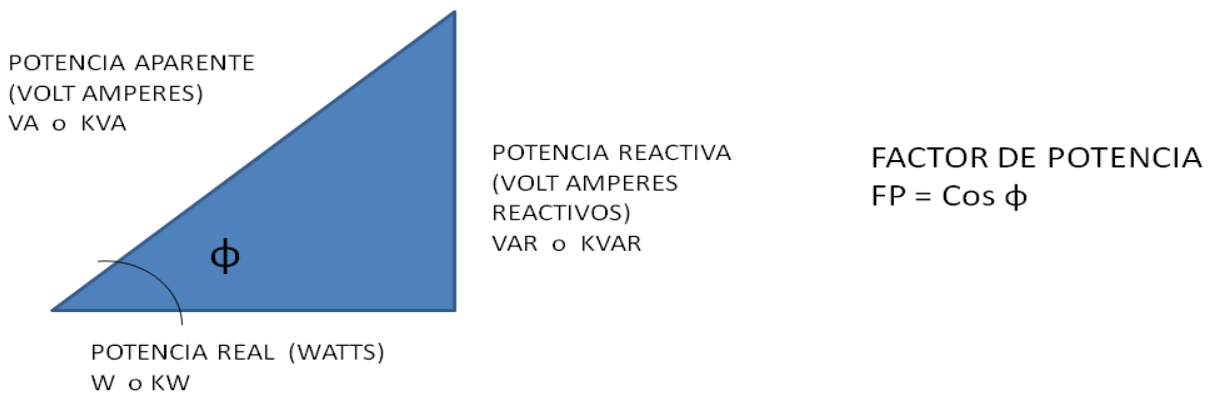 POTENCIA APARENTE
(VOLT AMPERES)
VA o KVA
ϕ
POTENCIA REAL (WATTS)
W o KW
POTENCIA REACTIVA
(VOLT AMPERES
REACTIVOS)
VAR o KVAR
FACTOR DE POTENCIA
FP = Cos ϕ